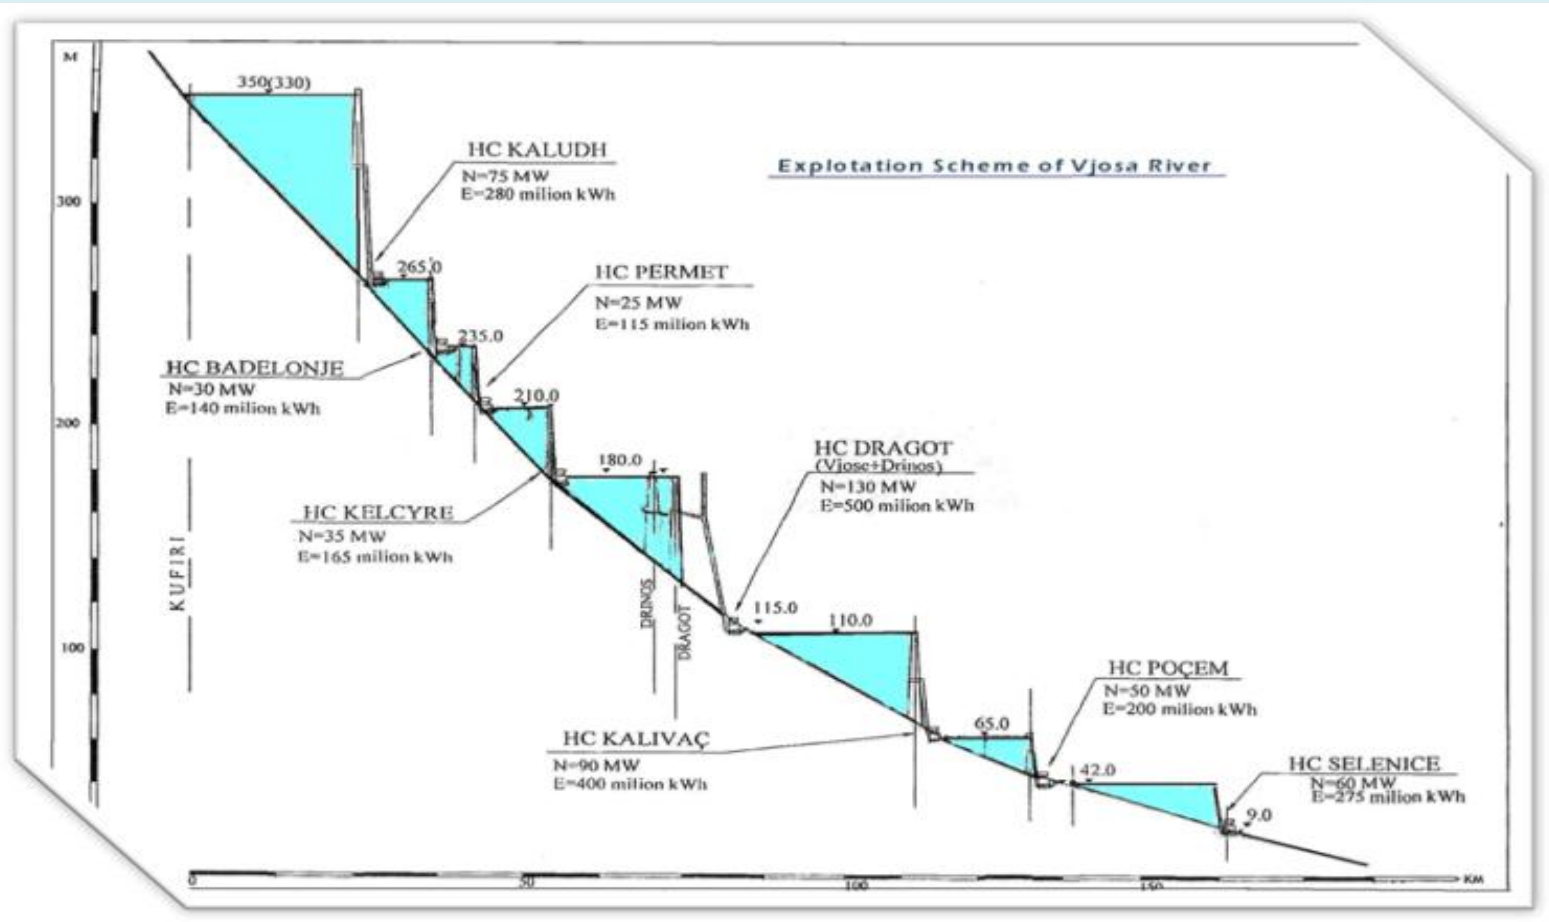 M
350(330)
HC KALUDH
N=75 MW
E=280 milion kWh
Explotation Scheme of Vjosa River
300
265.0
HC PERMET
N=25 MW
E=115 milion kWh
235.0
HC BADELONJE
N=30 MW
E=140 milion kWh
210.0
200
HC DRAGOT
(Vjose+Drinos)
N=130 MW
E=500 milion kWh
180.0
HC KELCYRE
N=35 MW
E=165 milion kWh
KUFIRI
DRINOS
DRAGOT
115.0
110.0
100
HC POÇEM
N=50 MW
E=200 milion kWh
65.0
HC KALIVAÇ
N=90 MW
E=400 milion kWh
42.0
HC SELENICE
N=60 MW
E=275 milion kWh
9.0
0
50
100
150
KM